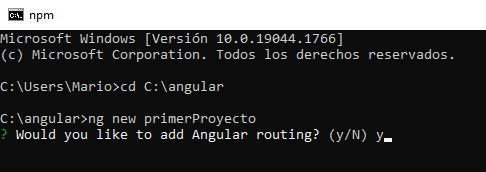 npm
Microsoft Windows [Versión 10.0.19044.1766]
(c) Microsoft Corporation. Todos los derechos reservados.
C:\Users\Mario>cd C:\angular
C:\angular>ng new primerProyecto
? Would you like to add Angular routing? (y/N) y